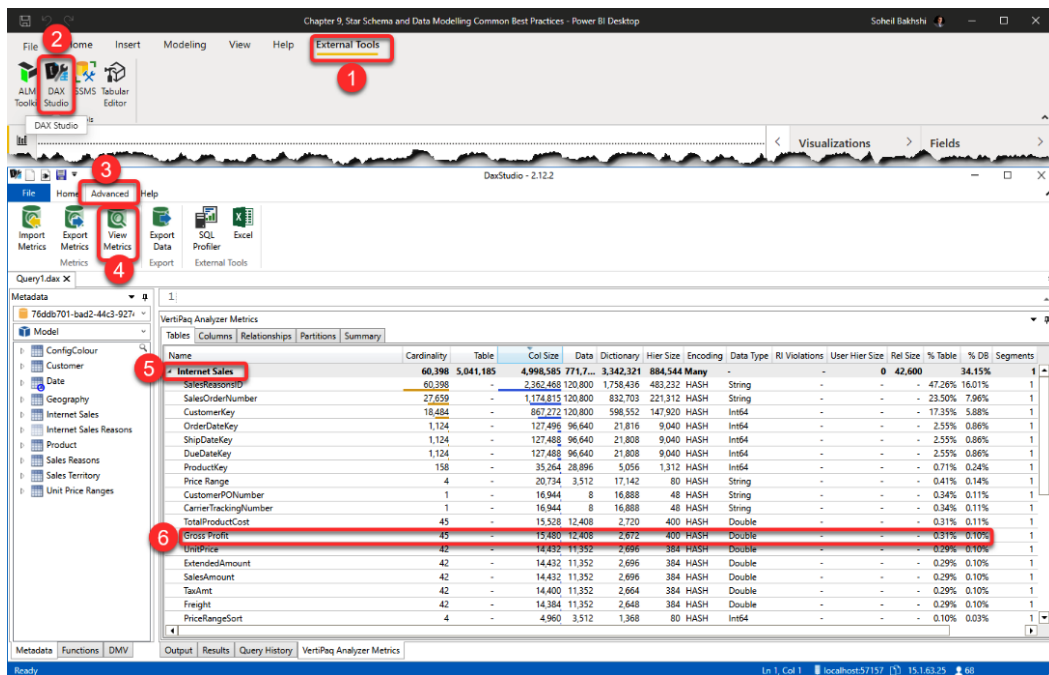 Chapter 9, Star Schema and Data Modelling Common Best Practices - Power BI Desktop
Soheil Bakhshi
File Home Insert Modeling View Help External Tools
2
1
ALM Toolki
DAX Studio
SSMS
Tabular Editor
DAX Studio
Visualizations
Fields
3
DaxStudio - 2.12.2
File Home Advanced Help
Import Metrics
Export Metrics
View Metrics
Export Data
SQL Profiler
Excel
Metrics
Export
External Tools
4
Query1.dax X
Metadata
76ddb701-bad2-44c3-927
Model
ConfigColour
Customer
Date
Geography
Internet Sales
Internet Sales Reasons
Product
Sales Reasons
Sales Territory
Unit Price Ranges
1
VertiPaq Analyzer Metrics
Tables Columns Relationships Partitions Summary
Name Cardinality Table Col Size Data Dictionary Hier Size Encoding Data Type RI Violations User Hier Size Rel Size % Table % DB Segments
5
Internet Sales 60,398 5,041,185 4,998,585 771,7... 3,342,321 884,544 Many - - 0 42,600 34.15% 1
SalesReasonsID 60,398 - 2,362,468 120,800 1,758,436 483,232 HASH String - - - 47.26% 16.01% 1
SalesOrderNumber 27,659 - 1,174,815 120,800 832,703 221,312 HASH String - - - 23.50% 7.96% 1
CustomerKey 18,484 - 867,272 120,800 598,552 147,920 HASH Int64 - - - 17.35% 5.88% 1
OrderDateKey 1,124 - 127,496 96,640 21,816 9,040 HASH Int64 - - - 2.55% 0.86% 1
ShipDateKey 1,124 - 127,488 96,640 21,808 9,040 HASH Int64 - - - 2.55% 0.86% 1
DueDateKey 1,124 - 127,488 96,640 21,808 9,040 HASH Int64 - - - 2.55% 0.86% 1
ProductKey 158 - 35,264 28,896 5,056 1,312 HASH Int64 - - - 0.71% 0.24% 1
Price Range 4 - 20,734 3,512 17,142 80 HASH String - - - 0.41% 0.14% 1
CustomerPONumber 1 - 16,944 8 16,888 48 HASH String - - - 0.34% 0.11% 1
CarrierTrackingNumber 1 - 16,944 8 16,888 48 HASH String - - - 0.34% 0.11% 1
TotalProductCost 45 - 15,528 12,408 2,720 400 HASH Double - - - 0.31% 0.11% 1
6
Gross Profit 45 - 15,480 12,408 2,672 400 HASH Double - - - 0.31% 0.10% 1
UnitPrice 42 - 14,432 11,352 2,696 384 HASH Double - - - 0.29% 0.10% 1
ExtendedAmount 42 - 14,432 11,352 2,696 384 HASH Double - - - 0.29% 0.10% 1
SalesAmount 42 - 14,432 11,352 2,696 384 HASH Double - - - 0.29% 0.10% 1
TaxAmt 42 - 14,400 11,352 2,664 384 HASH Double - - - 0.29% 0.10% 1
Freight 42 - 14,384 11,352 2,648 384 HASH Double - - - 0.29% 0.10% 1
PriceRangeSort 4 - 4,960 3,512 1,368 80 HASH Int64 - - - 0.10% 0.03% 1
Metadata Functions DMV
Output Results Query History VertiPaq Analyzer Metrics
Ready
Ln 1, Col 1 localhost:57157 15.1.63.25 68